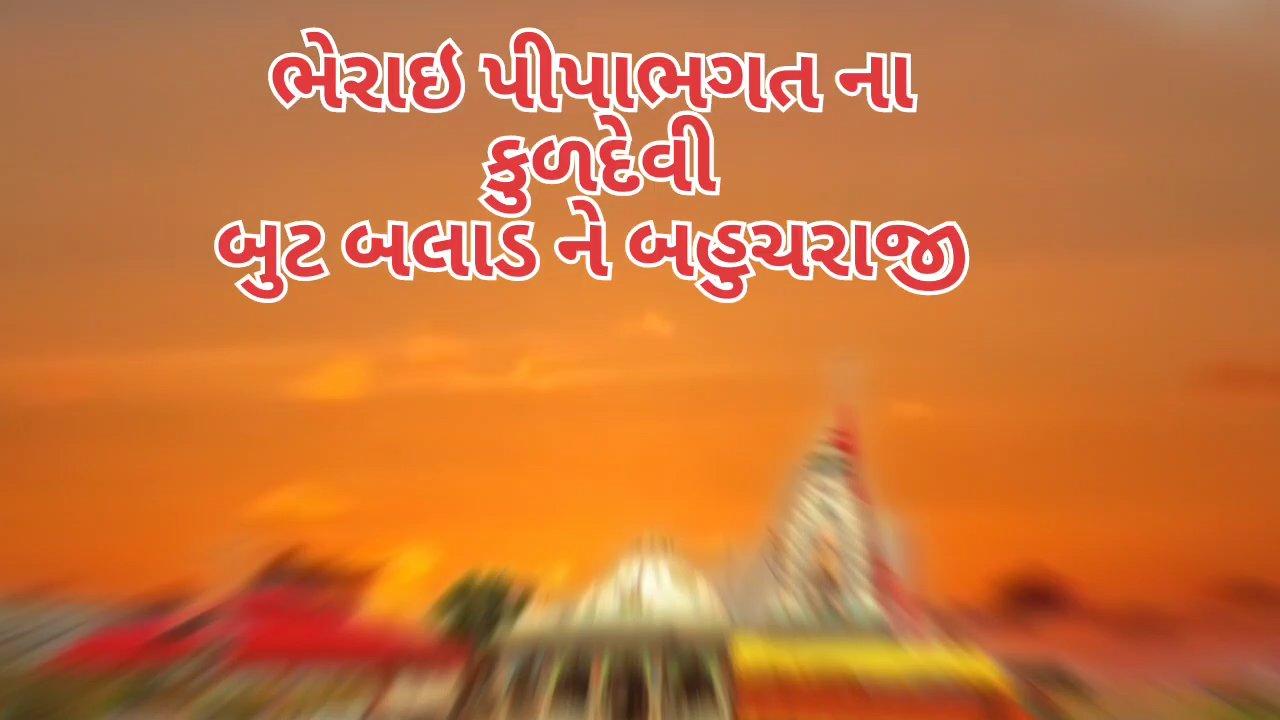 ભેરાઇ પીપાભગત ના
કુળદેવી
બુટ બલાડ ને બહુચરાજી